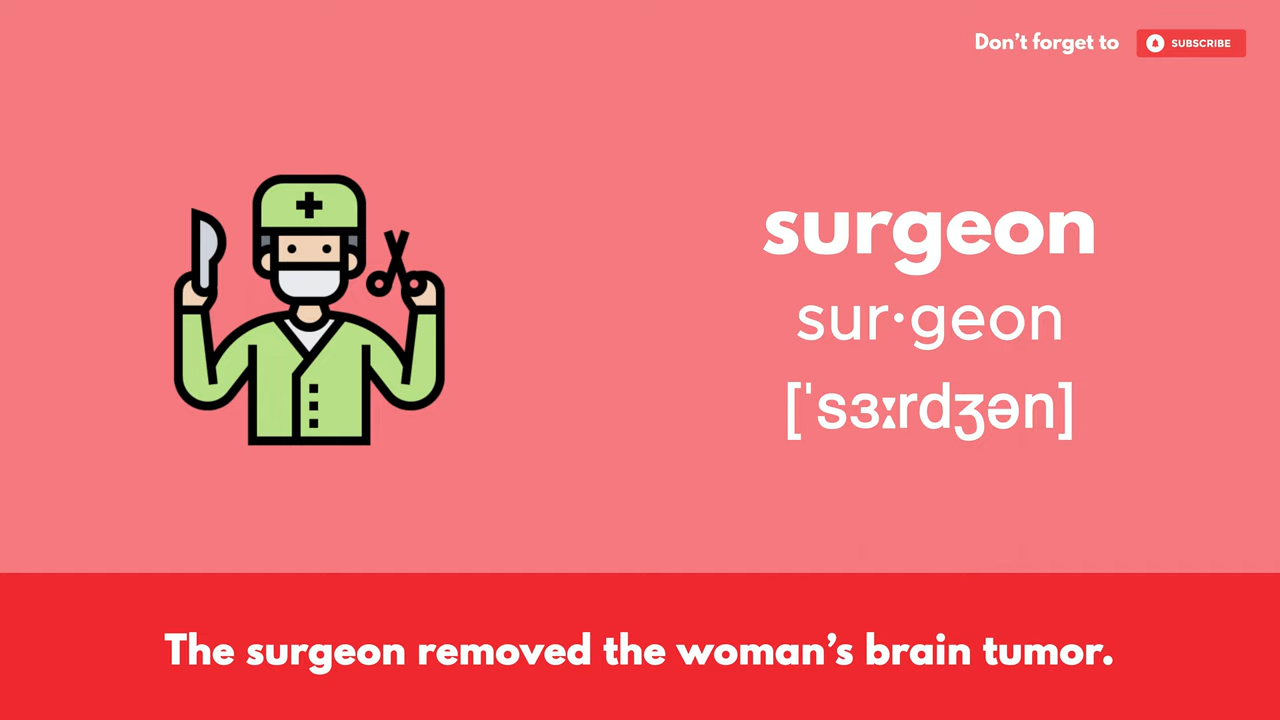 Don't forget to SUBSCRIBE
surgeon
sur·geon
[ˈsɜːrdʒən]
The surgeon removed the woman's brain tumor.